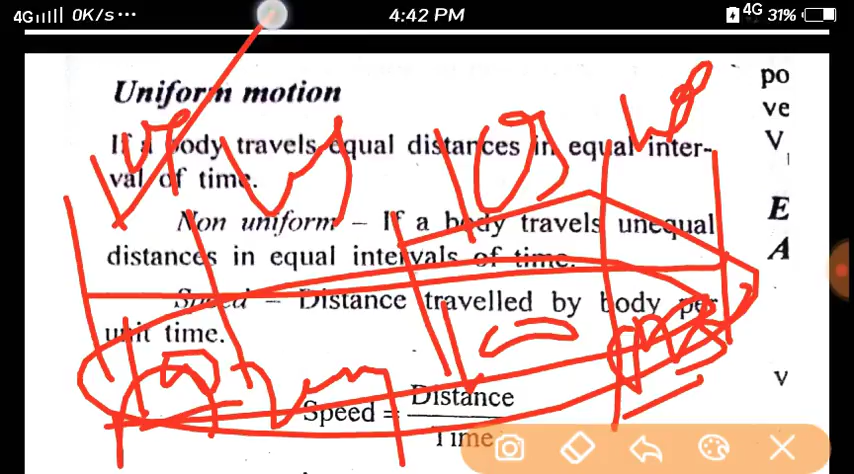 4G 0K/s ··· 4:42 PM 4G 31%
Uniform motion
If a body travels equal distances in equal inter-
val of time.
Non uniform – If a body travels unequal
distances in equal intervals of time.
Speed – Distance travelled by body per
unit time.
Speed = Distance
Time
po
ve
V
E
A
v